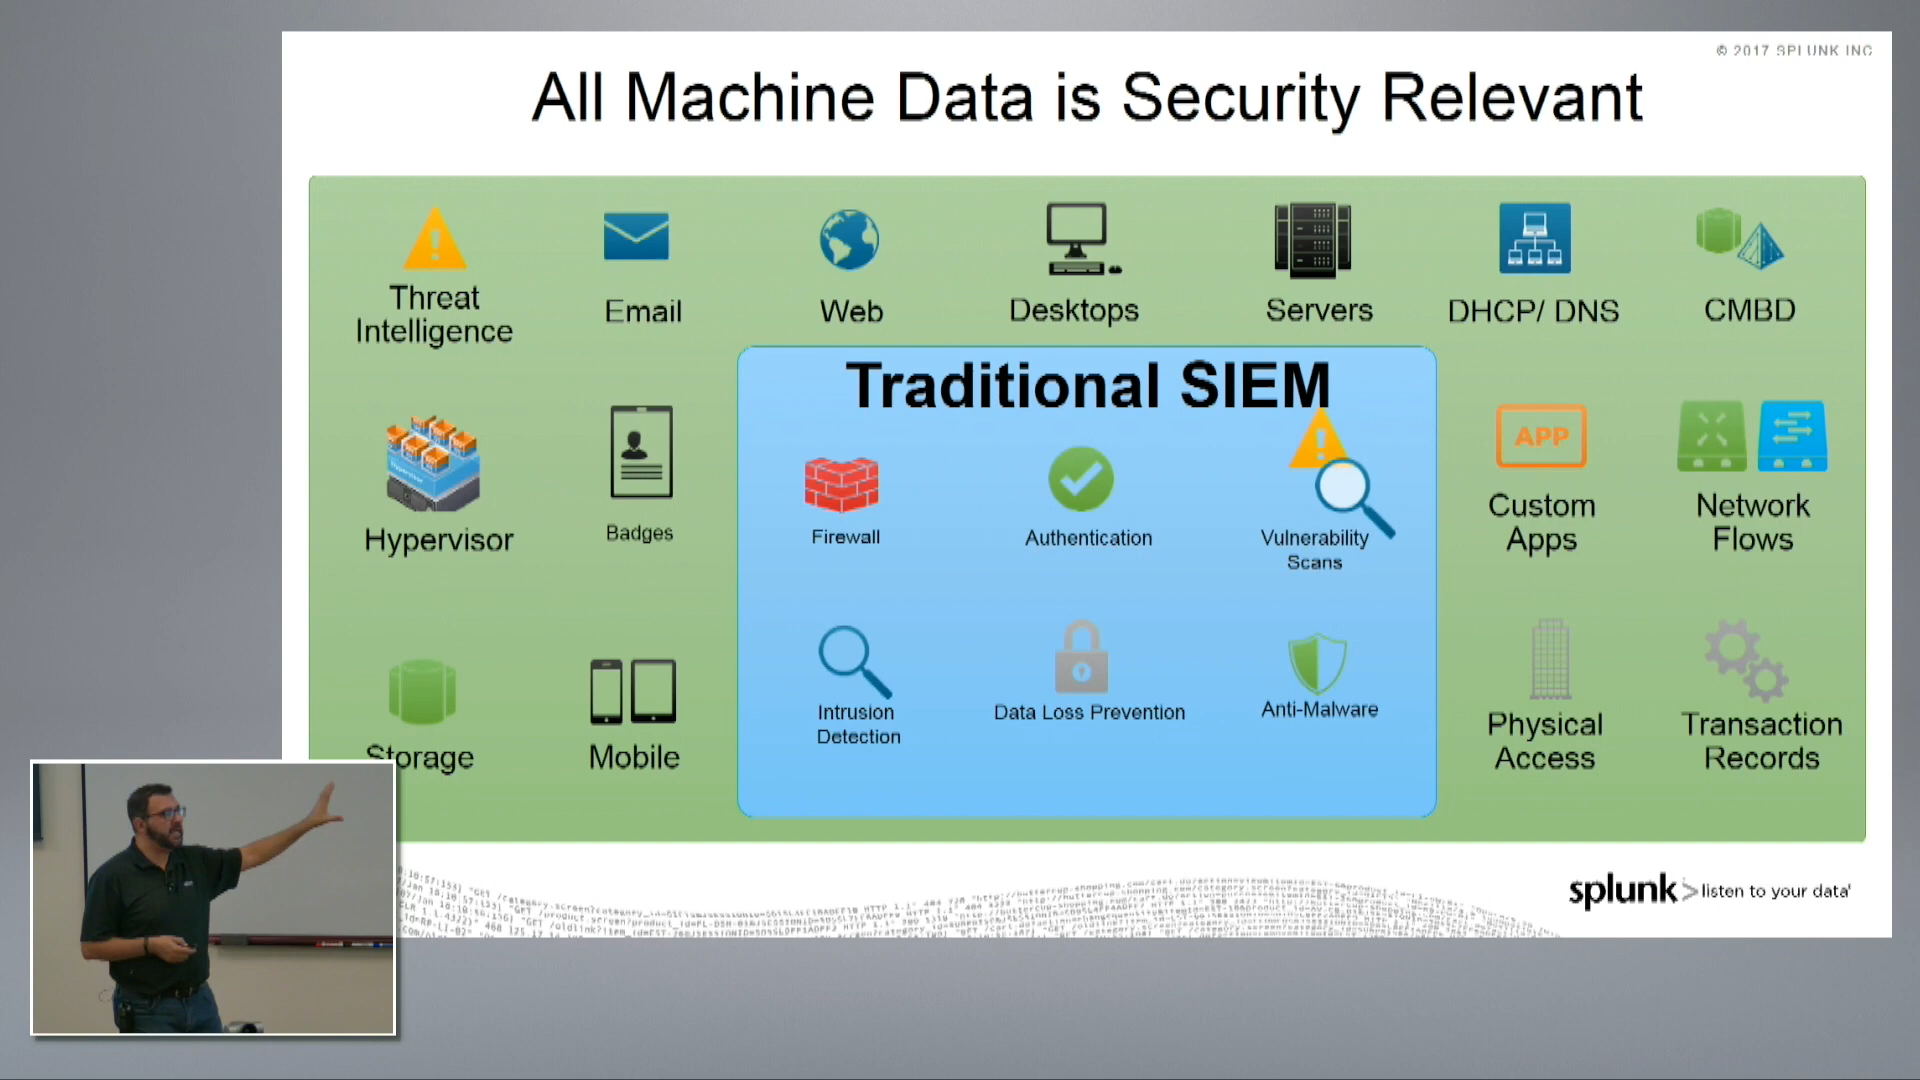 © 2017 SPLUNK INC
All Machine Data is Security Relevant
Threat
Intelligence
Email
Web
Desktops
Servers
DHCP/ DNS
CMBD
Traditional SIEM
Hypervisor
Badges
Firewall
Authentication
Vulnerability
Scans
APP
Custom
Apps
Network
Flows
Storage
Mobile
Intrusion
Detection
Data Loss Prevention
Anti-Malware
Physical
Access
Transaction
Records
splunk> listen to your data